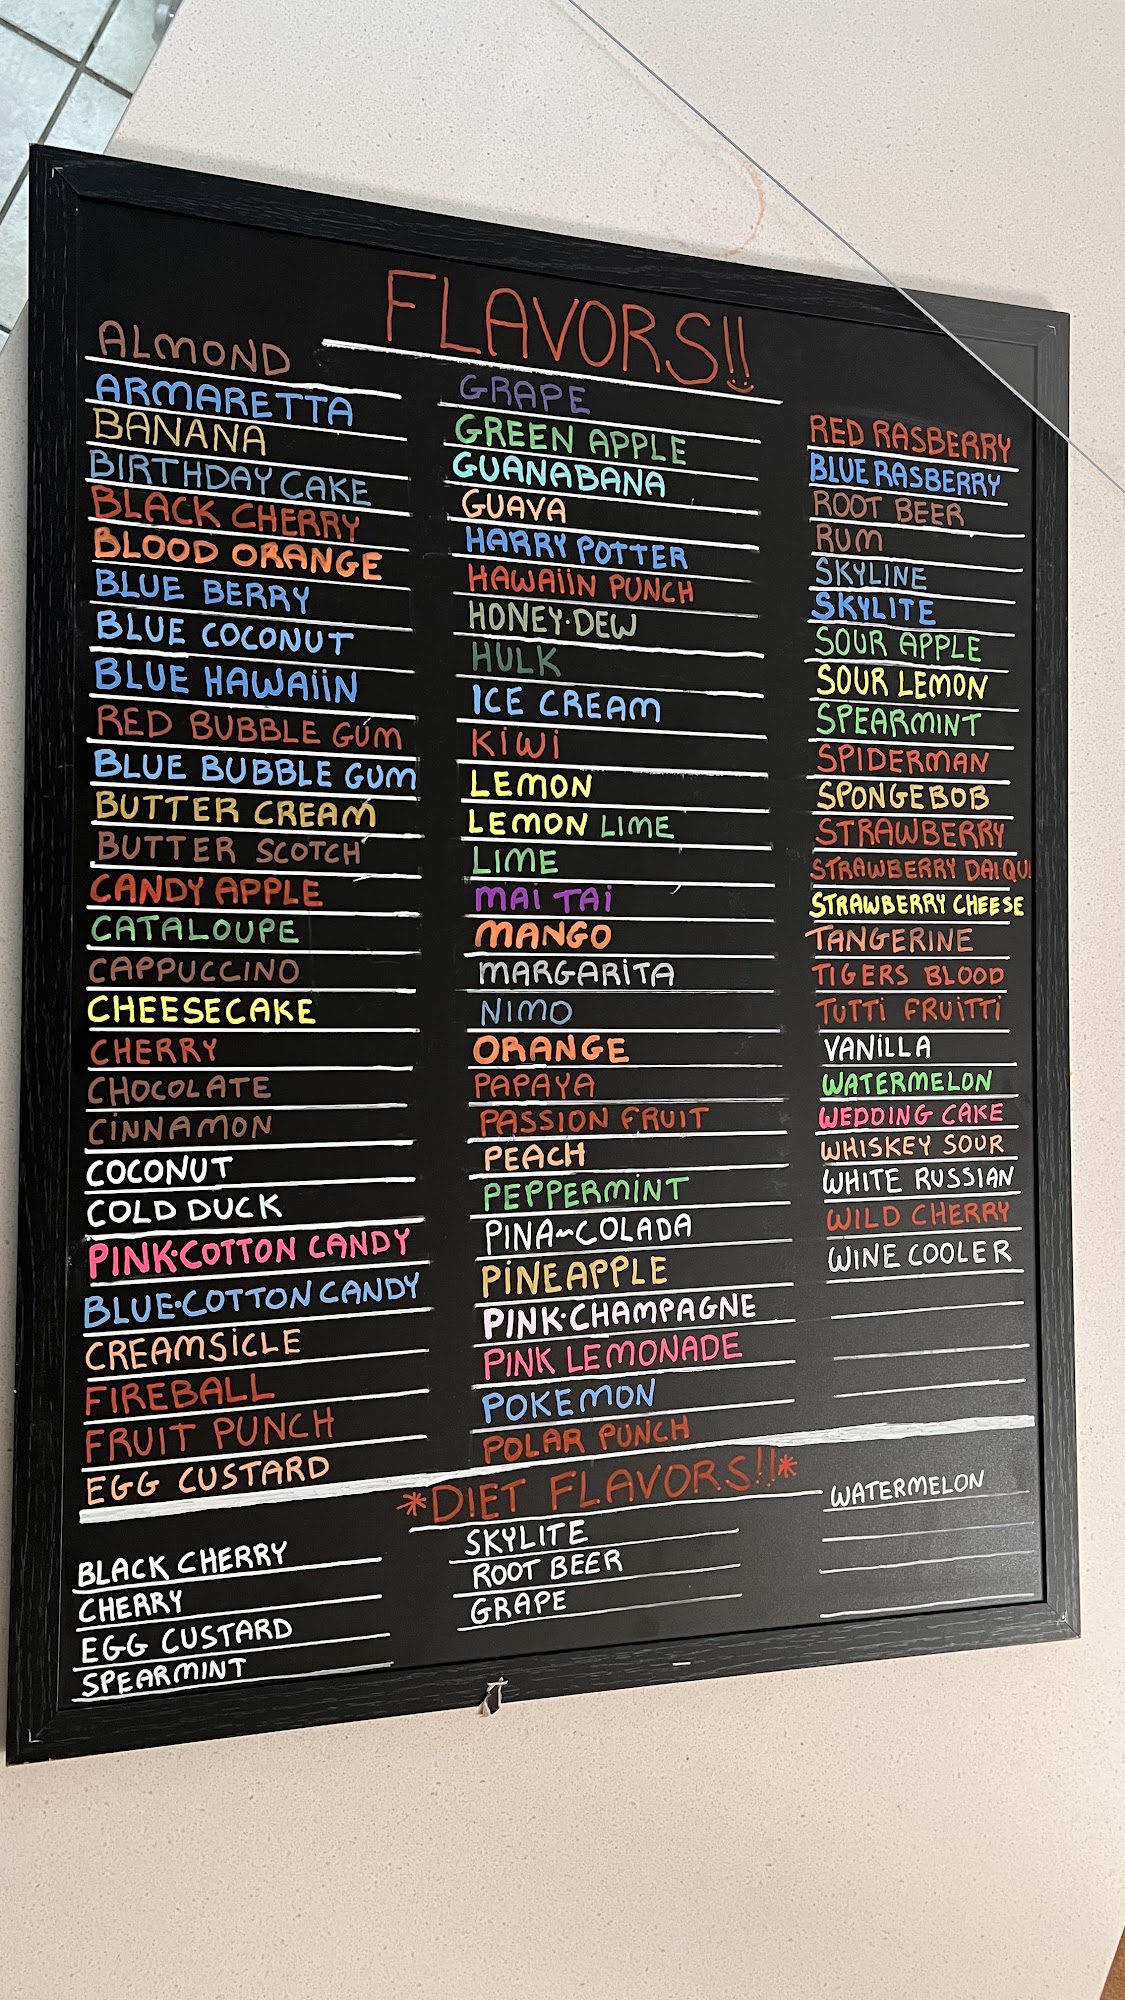 FLAVORS!!
ALMOND
ARMARETTA
BANANA
BIRTHDAY CAKE
BLACK CHERRY
BLOOD ORANGE
BLUE BERRY
BLUE COCONUT
BLUE HAWAIIN
RED BUBBLE GUM
BLUE BUBBLE GUM
BUTTER CREAM
BUTTER SCOTCH
CANDY APPLE
CATALOUPE
CAPPUCCINO
CHEESECAKE
CHERRY
CHOCOLATE
CINNAMON
COCONUT
COLD DUCK
PINK·COTTON CANDY
BLUE·COTTON CANDY
CREAMSICLE
FIREBALL
FRUIT PUNCH
EGG CUSTARD
GRAPE
GREEN APPLE
GUANABANA
GUAVA
HARRY POTTER
HAWAIIN PUNCH
HONEY·DEW
HULK
ICE CREAM
KIWI
LEMON
LEMON LIME
LIME
MAI TAI
MANGO
MARGARITA
NIMO
ORANGE
PAPAYA
PASSION FRUIT
PEACH
PEPPERMINT
PINA~COLADA
PINEAPPLE
PINK·CHAMPAGNE
PINK LEMONADE
POKEMON
POLAR PUNCH
RED RASBERRY
BLUE RASBERRY
ROOT BEER
RUM
SKYLINE
SKYLITE
SOUR APPLE
SOUR LEMON
SPEARMINT
SPIDERMAN
SPONGEBOB
STRAWBERRY
STRAWBERRY DAIQUI
STRAWBERRY CHEESE
TANGERINE
TIGERS BLOOD
TUTTI FRUITTI
VANILLA
WATERMELON
WEDDING CAKE
WHISKEY SOUR
WHITE RUSSIAN
WILD CHERRY
WINE COOLER
*DIET FLAVORS!!*
BLACK CHERRY
CHERRY
EGG CUSTARD
SPEARMINT
SKYLITE
ROOT BEER
GRAPE
WATERMELON